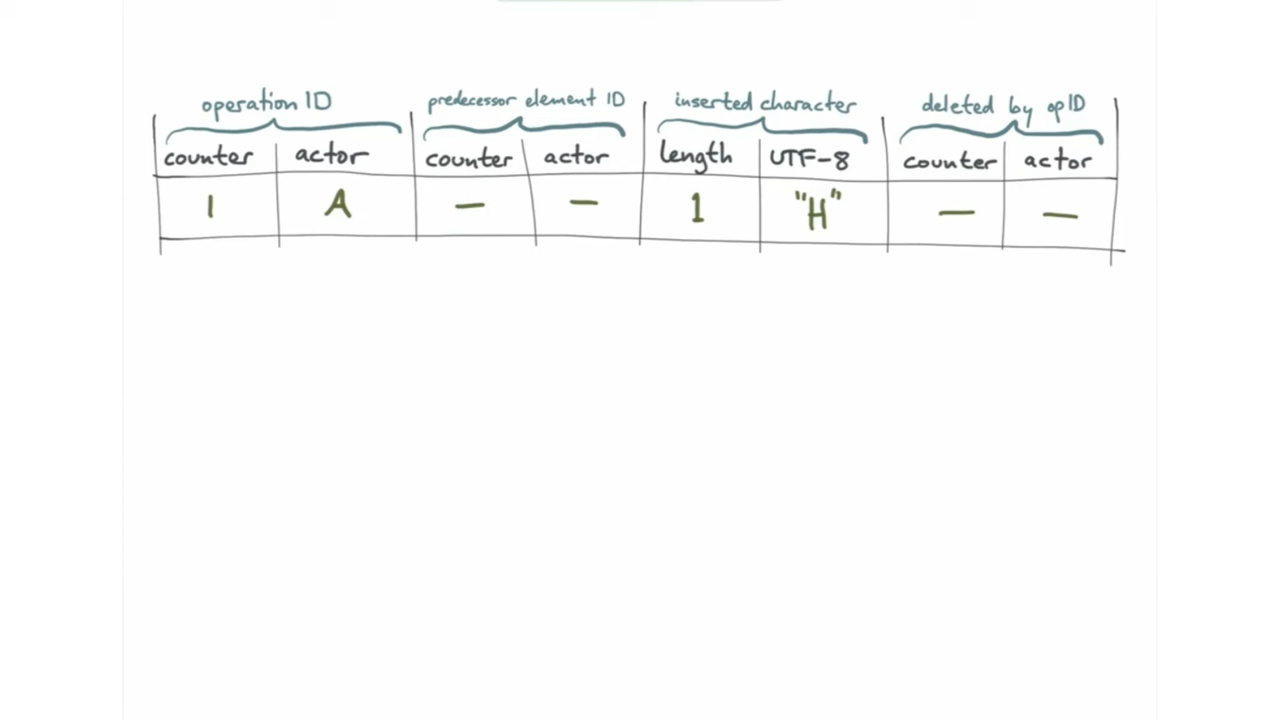 operation ID predecessor element ID inserted character deleted by opID
counter actor counter actor length UTF-8 counter actor
1 A — — 1 "H" — —